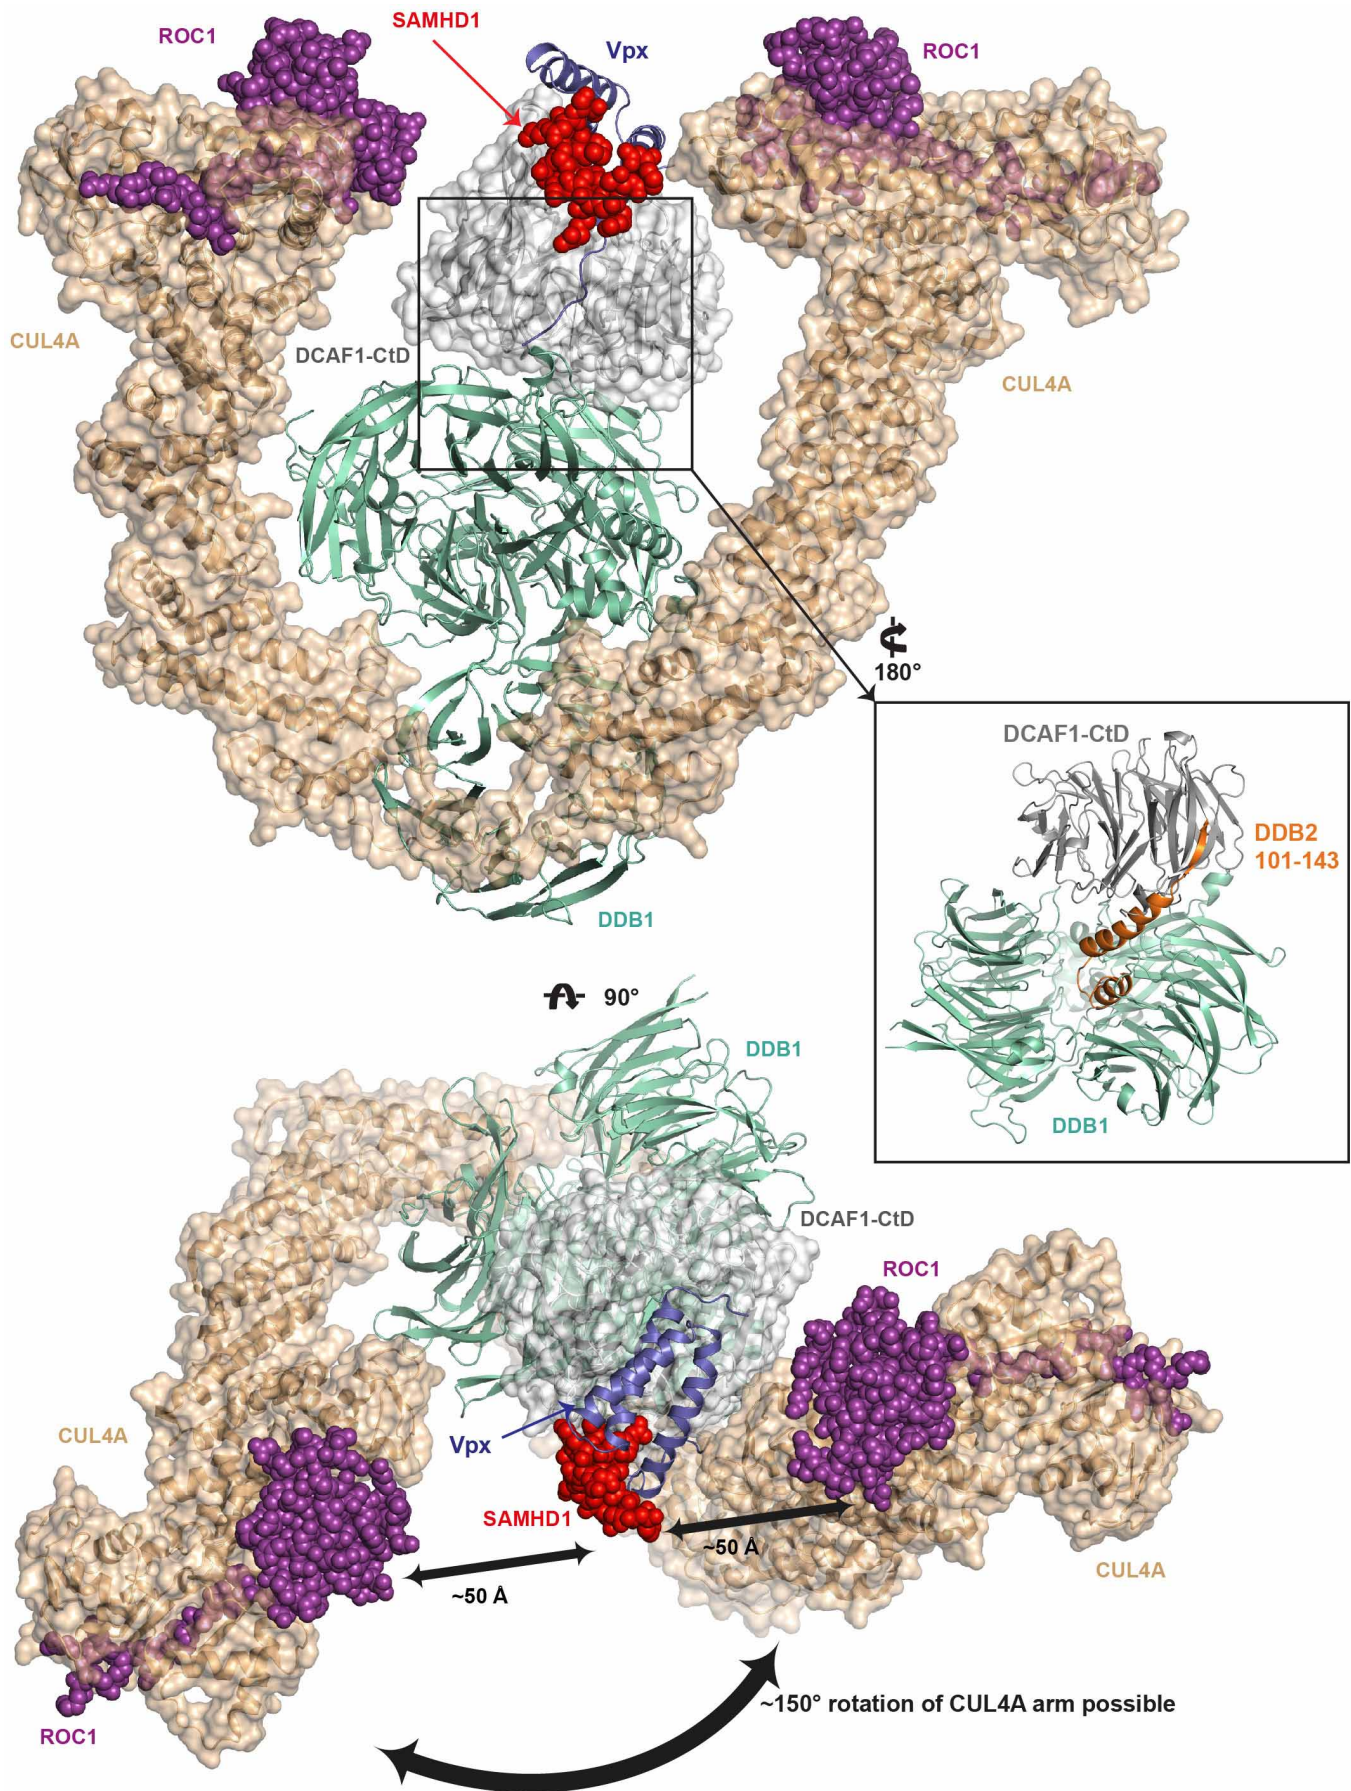 SAMHD1
ROC1
Vpx
ROC1
CUL4A
DCAF1-CtD
CUL4A
180°
DCAF1-CtD
DDB2
101-143
DDB1
90°
DDB1
DDB1
DCAF1-CtD
ROC1
CUL4A
Vpx
SAMHD1
~50 Å
~50 Å
CUL4A
~150° rotation of CUL4A arm possible
ROC1